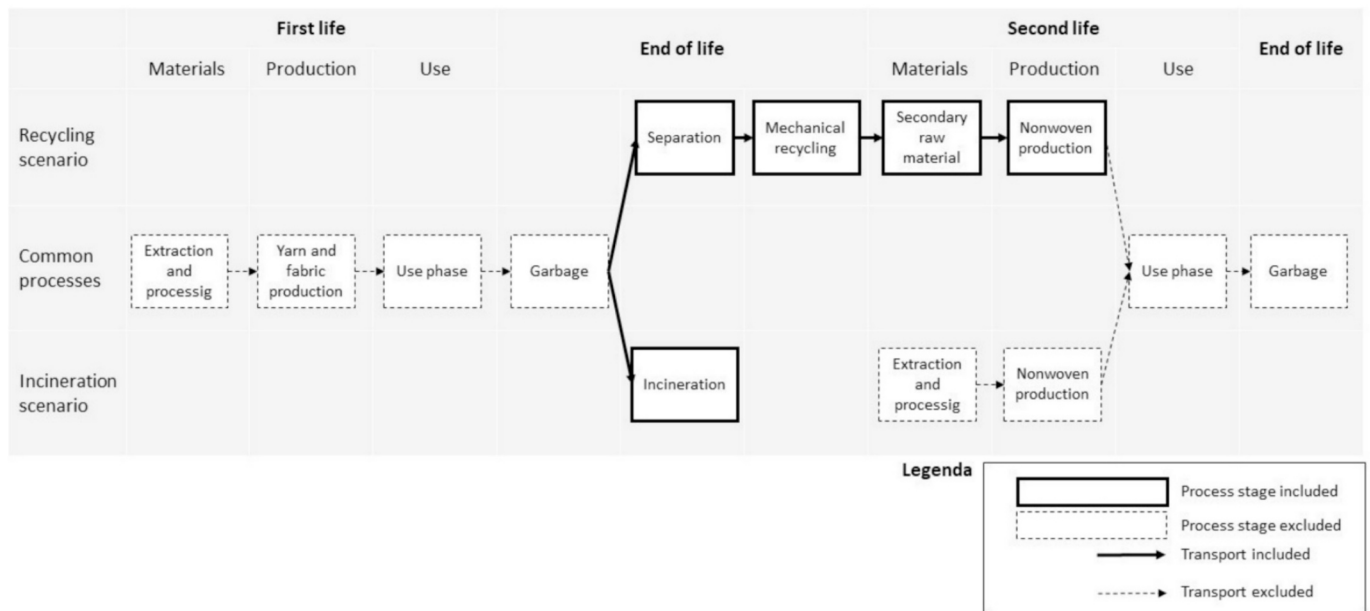 First life
End of life
Second life
End of life
Materials
Production
Use
Materials
Production
Use
Recycling
scenario
Separation
Mechanical
recycling
Secondary
raw
material
Nonwoven
production
Common
processes
Extraction
and
processig
Yarn and
fabric
production
Use phase
Garbage
Use phase
Garbage
Incineration
scenario
Incineration
Extraction
and
processig
Nonwoven
production
Legenda
Process stage included
Process stage excluded
Transport included
Transport excluded